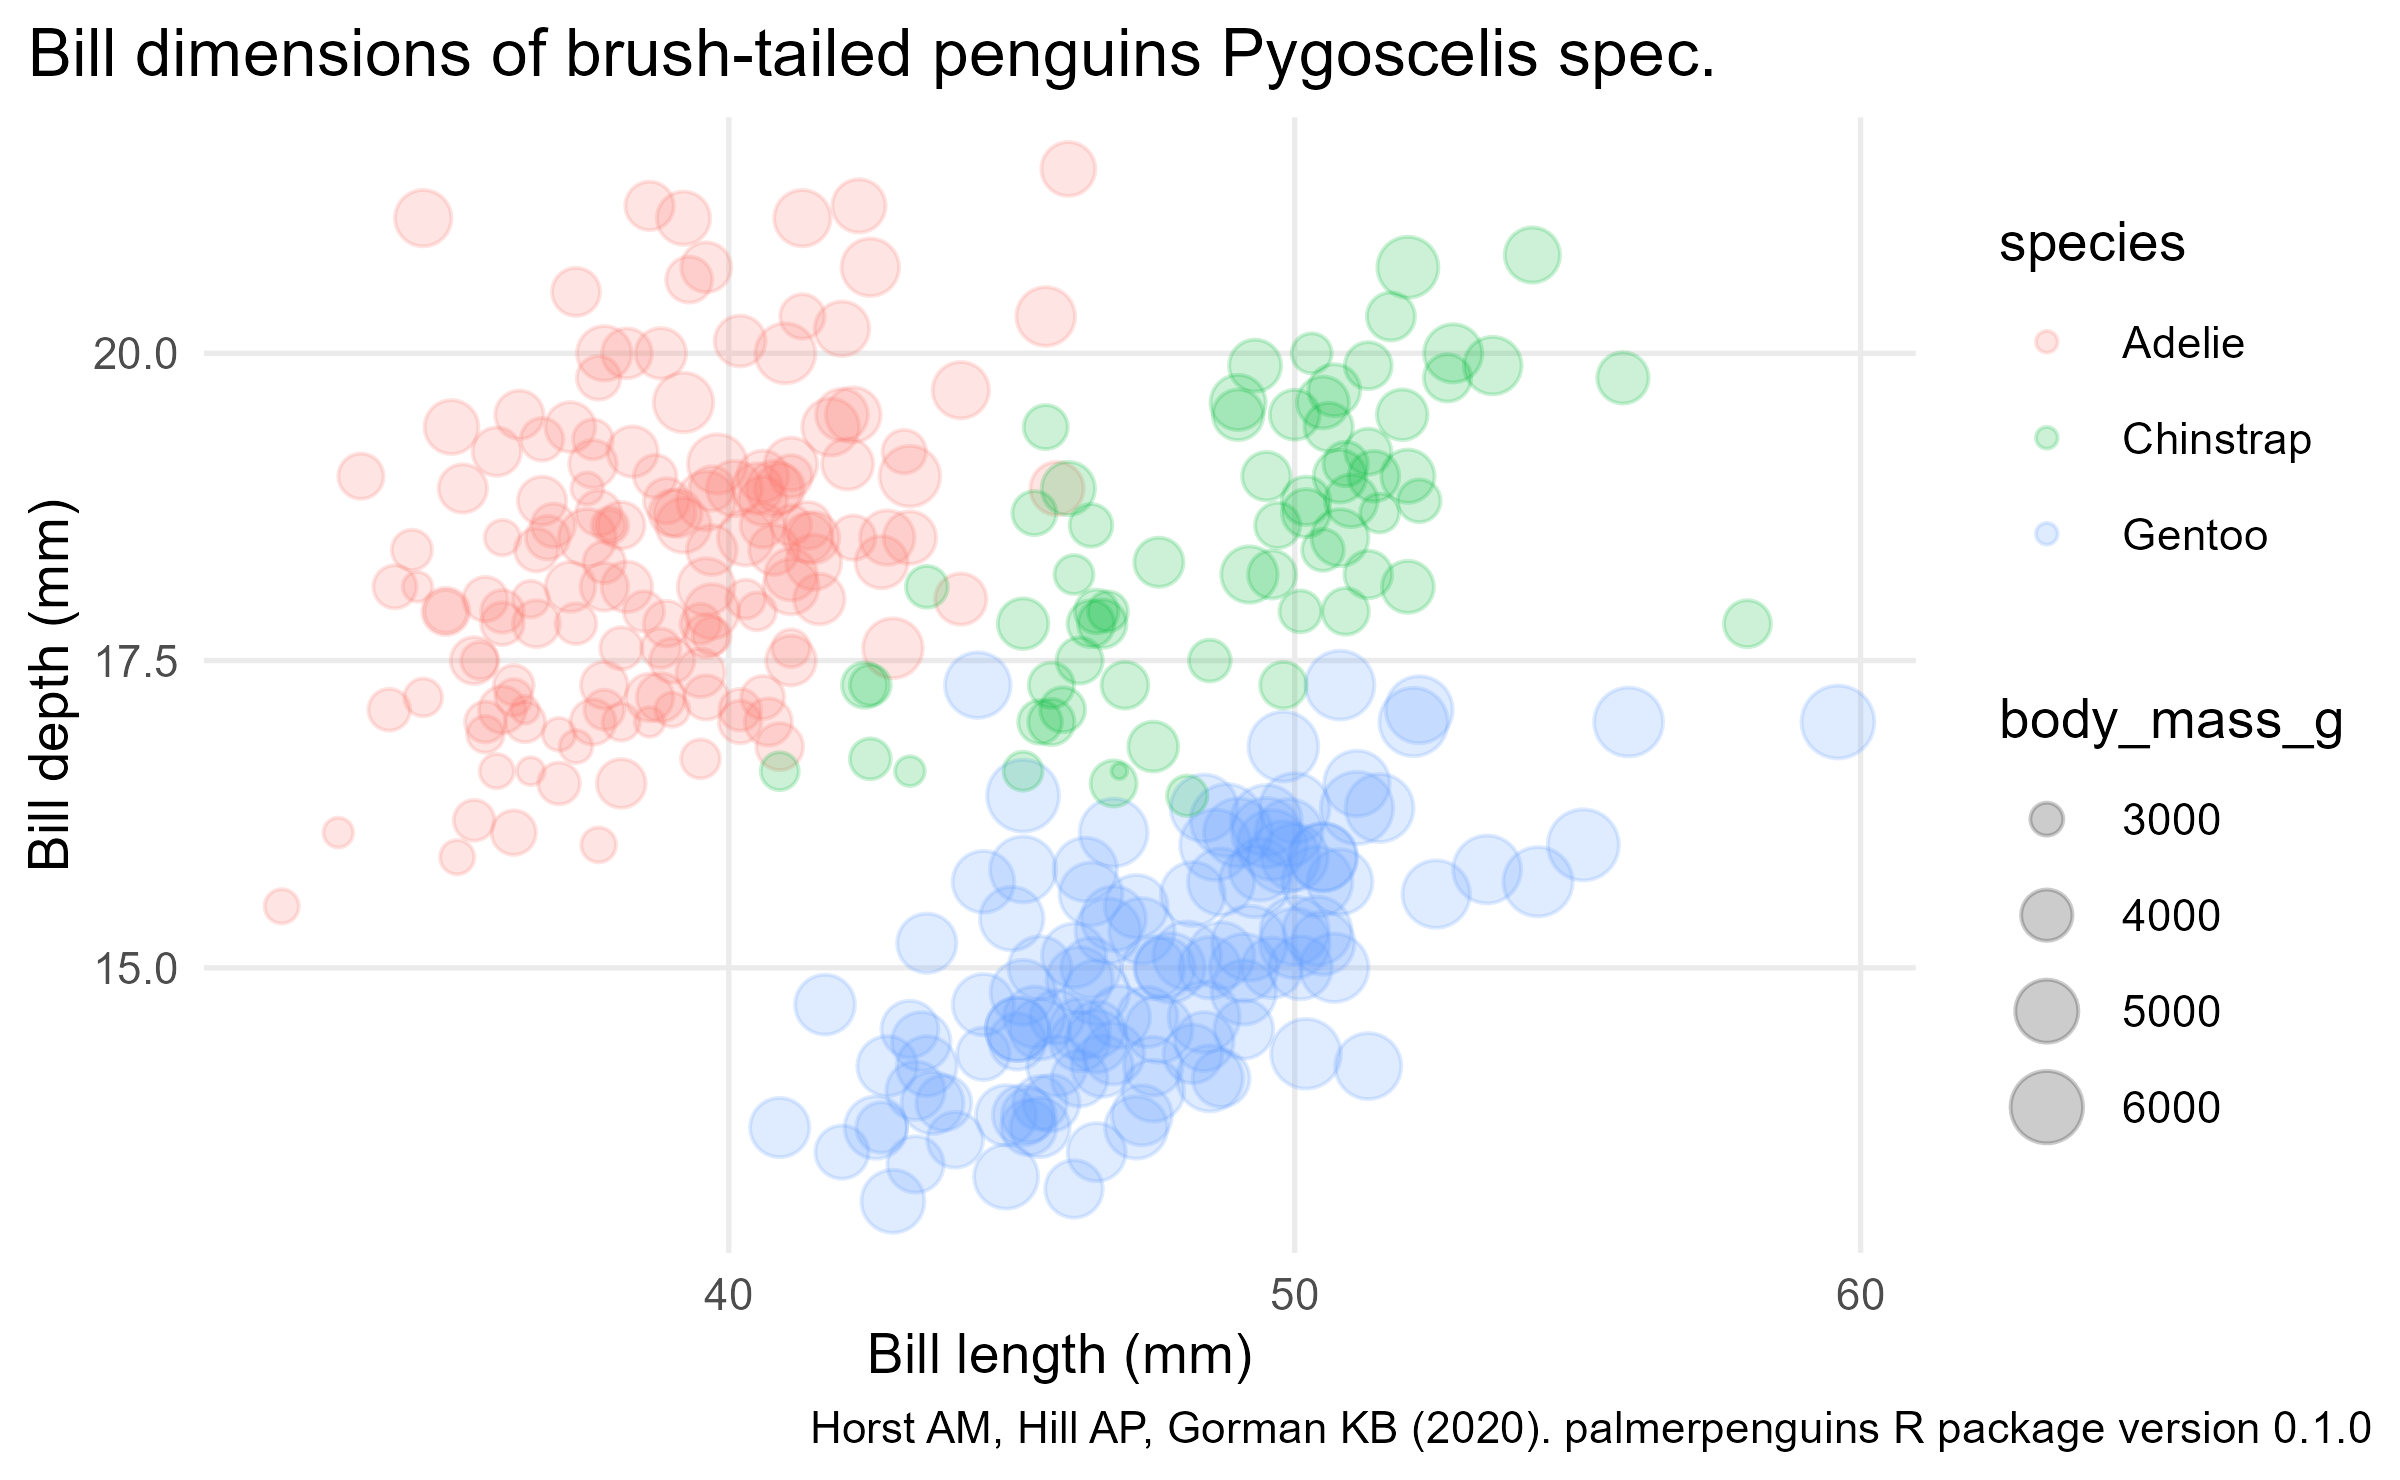 Bill dimensions of brush-tailed penguins Pygoscelis spec.
Bill depth (mm)
20.0
17.5
15.0
40 50 60
Bill length (mm)
species
Adelie
Chinstrap
Gentoo
body_mass_g
3000
4000
5000
6000
Horst AM, Hill AP, Gorman KB (2020). palmerpenguins R package version 0.1.0